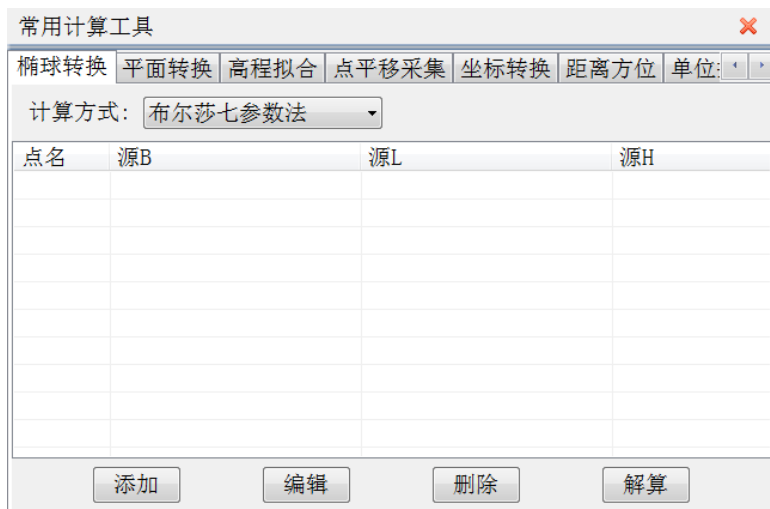 常用计算工具
椭球转换 平面转换 高程拟合 点平移采集 坐标转换 距离方位 单位
计算方式: 布尔莎七参数法
点名 源B 源L 源H
添加 编辑 删除 解算